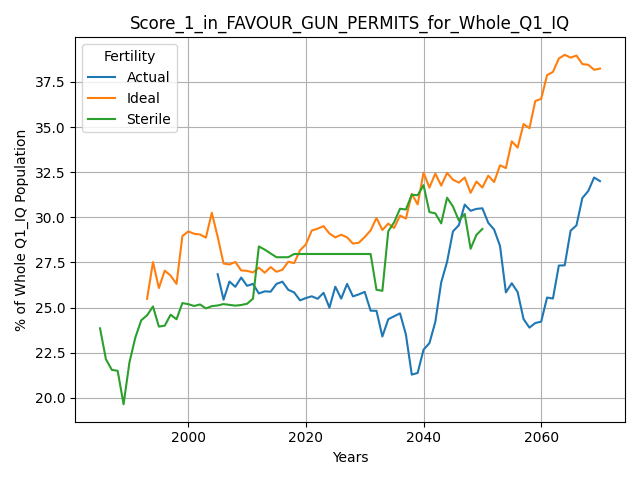 Score_1_in_FAVOUR_GUN_PERMITS_for_Whole_Q1_IQ
Fertility
Actual
Ideal
Sterile
% of Whole Q1_IQ Population
37.5
35.0
32.5
30.0
27.5
25.0
22.5
20.0
2000
2020
2040
2060
Years